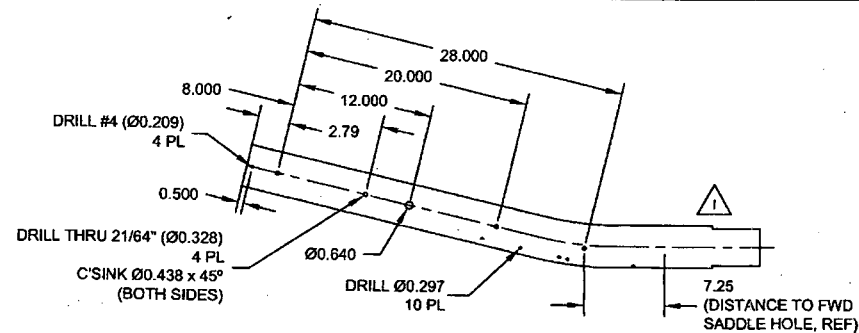 28.000
20.000
8.000
12.000
DRILL #4 (Ø0.209)
4 PL
2.79
0.500
1
DRILL THRU 21/64" (Ø0.328)
4 PL
C'SINK Ø0.438 x 45º
(BOTH SIDES)
Ø0.640
DRILL Ø0.297
10 PL
7.25
(DISTANCE TO FWD
SADDLE HOLE, REF)